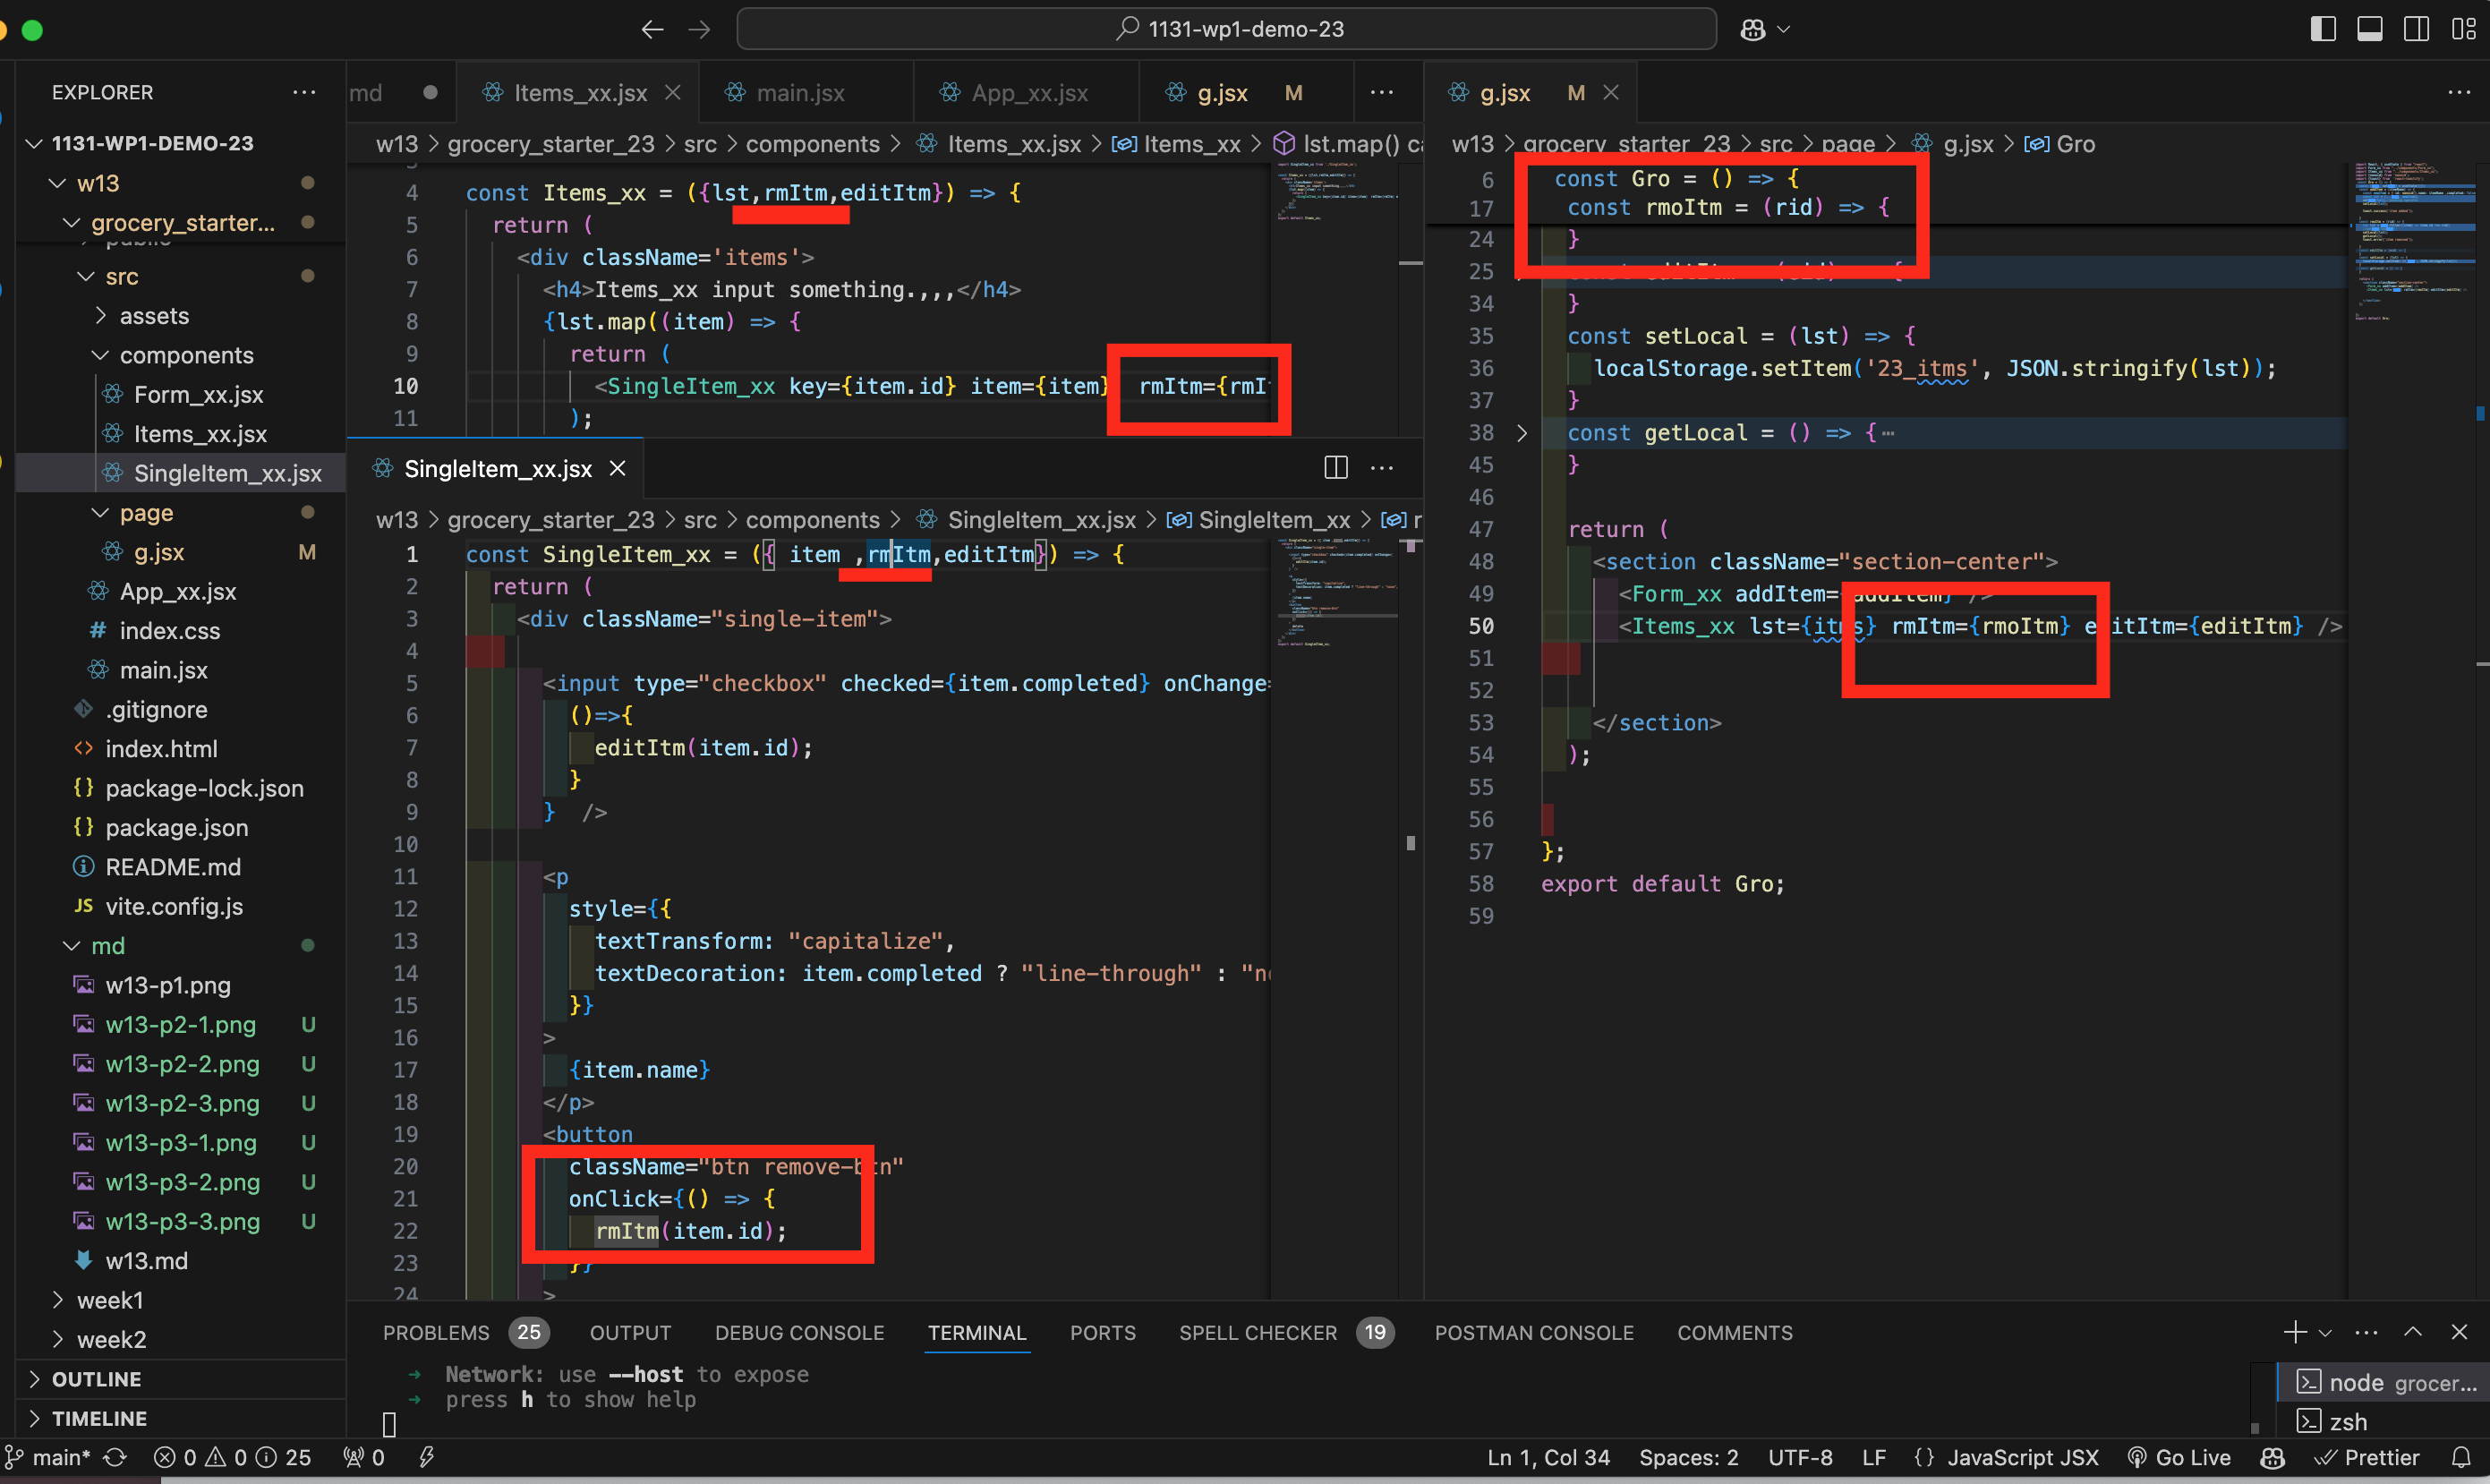 1131-wp1-demo-23
EXPLORER
1131-WP1-DEMO-23
w13
grocery_starter...
src
assets
components
Form_xx.jsx
Items_xx.jsx
SingleItem_xx.jsx
page
g.jsx M
App_xx.jsx
index.css
main.jsx
.gitignore
index.html
package-lock.json
package.json
README.md
vite.config.js
md
w13-p1.png
w13-p2-1.png U
w13-p2-2.png U
w13-p2-3.png U
w13-p3-1.png U
w13-p3-2.png U
w13-p3-3.png U
w13.md
week1
week2
OUTLINE
TIMELINE
md Items_xx.jsx main.jsx App_xx.jsx g.jsx M
w13 > grocery_starter_23 > src > components > Items_xx.jsx > Items_xx > lst.map() ca
4 const Items_xx = ({lst,rmItm,editItm}) => {
5 return (
6 <div className='items'>
7 <h4>Items_xx input something.,,,</h4>
8 {lst.map((item) => {
9 return (
10 <SingleItem_xx key={item.id} item={item} rmItm={rmIt
11 );
SingleItem_xx.jsx
w13 > grocery_starter_23 > src > components > SingleItem_xx.jsx > SingleItem_xx > r
1 const SingleItem_xx = ({ item ,rmItm,editItm}) => {
2 return (
3 <div className="single-item">
4
5 <input type="checkbox" checked={item.completed} onChange=
6 ()=>{
7 editItm(item.id);
8 }
9 } />
10
11 <p
12 style={{
13 textTransform: "capitalize",
14 textDecoration: item.completed ? "line-through" : "no
15 }}
16 >
17 {item.name}
18 </p>
19 <button
20 className="btn remove-btn"
21 onClick={() => {
22 rmItm(item.id);
23 }}
24 >
g.jsx M
w13 > grocery_starter_23 > src > page > g.jsx > Gro
6 const Gro = () => {
17 const rmoItm = (rid) => {
24 }
25
34 }
35 const setLocal = (lst) => {
36 localStorage.setItem('23_itms', JSON.stringify(lst));
37 }
38 const getLocal = () => {⋯
45 }
46
47 return (
48 <section className="section-center">
49 <Form_xx addItem={addItem} />
50 <Items_xx lst={itms} rmItm={rmoItm} editItm={editItm} />
51
52
53 </section>
54 );
55
56
57 };
58 export default Gro;
59
PROBLEMS 25 OUTPUT DEBUG CONSOLE TERMINAL PORTS SPELL CHECKER 19 POSTMAN CONSOLE COMMENTS
➜ Network: use --host to expose
➜ press h to show help
node grocer...
zsh
main* 0 0 25 0 Ln 1, Col 34 Spaces: 2 UTF-8 LF {} JavaScript JSX Go Live Prettier